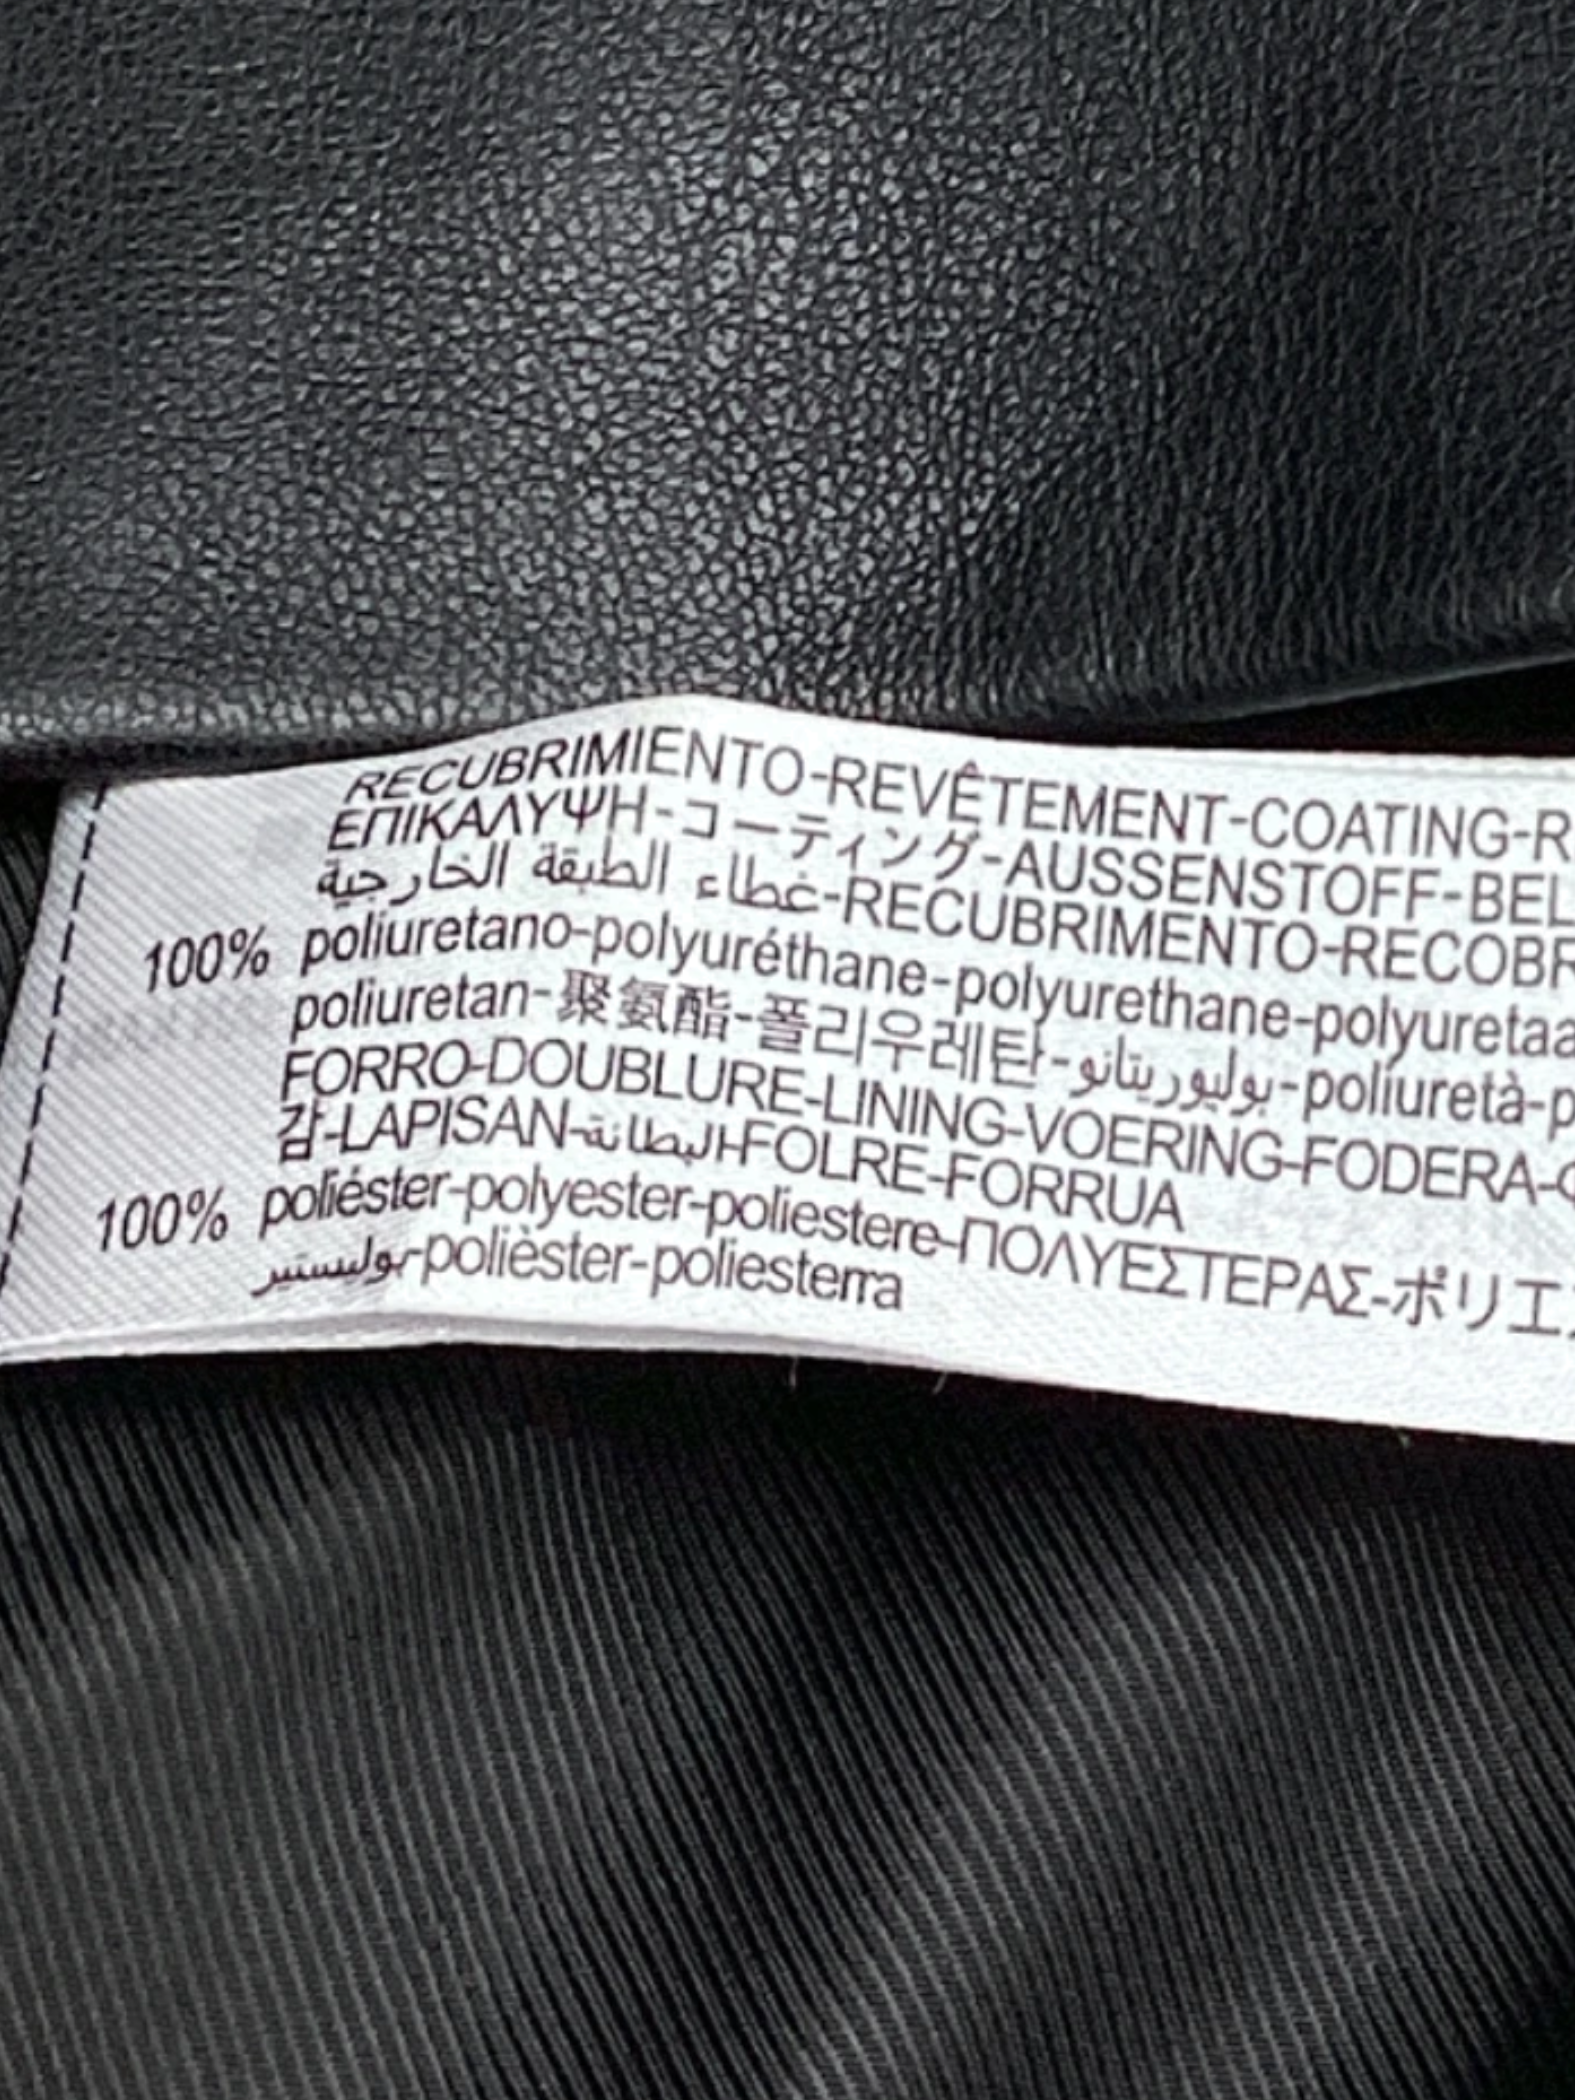 RECUBRIMIENTO-REVÊTEMENT-COATING-R
ΕΠΙΚΑΛΥΨΗ-コーティング-AUSSENSTOFF-BEL
غطاء الطبقة الخارجية-RECUBRIMENTO-RECOBR
100% poliuretano-polyuréthane-polyurethane-polyuretaa
poliuretan-聚氨酯-폴리우레탄-بوليوريتانو-poliuretà-p
FORRO-DOUBLURE-LINING-VOERING-FODERA-
감-LAPISAN-البطانة-FOLRE-FORRUA
100% poliéster-polyester-poliestere-ΠΟΛΥΕΣΤΕΡΑΣ-ポリエ
بوليستير-polièster-poliesterra